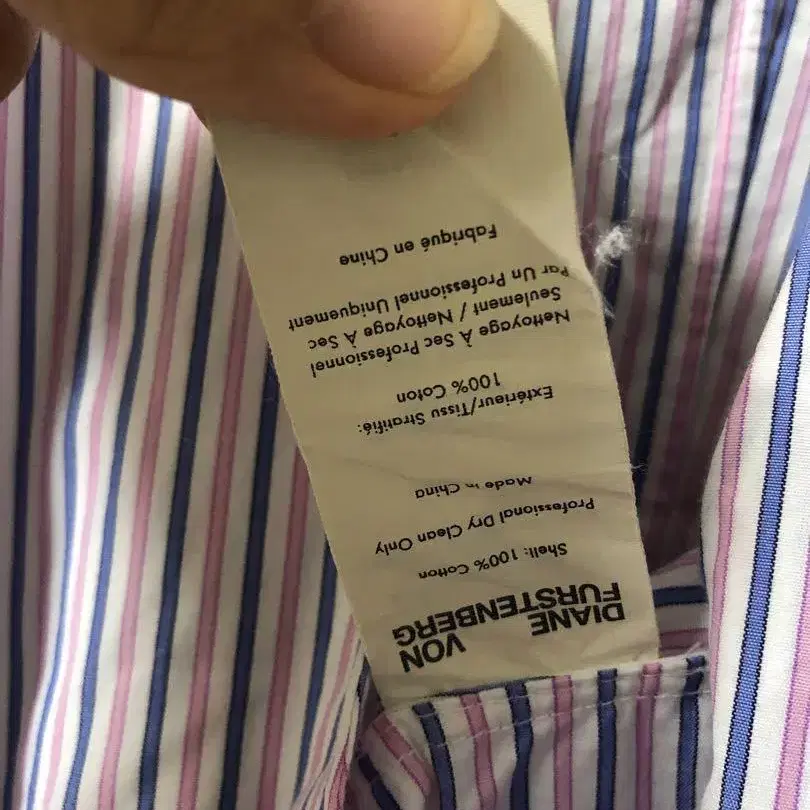 DIANE
VON
FURSTENBERG
Shell: 100% Cotton
Professional Dry Clean Only
Made in China
Extérieur/Tissu Stratifié:
100% Coton
Nettoyage À Sec Professionnel
Seulement / Nettoyage À Sec
Par Un Professionnel Uniquement
Fabriqué en Chine